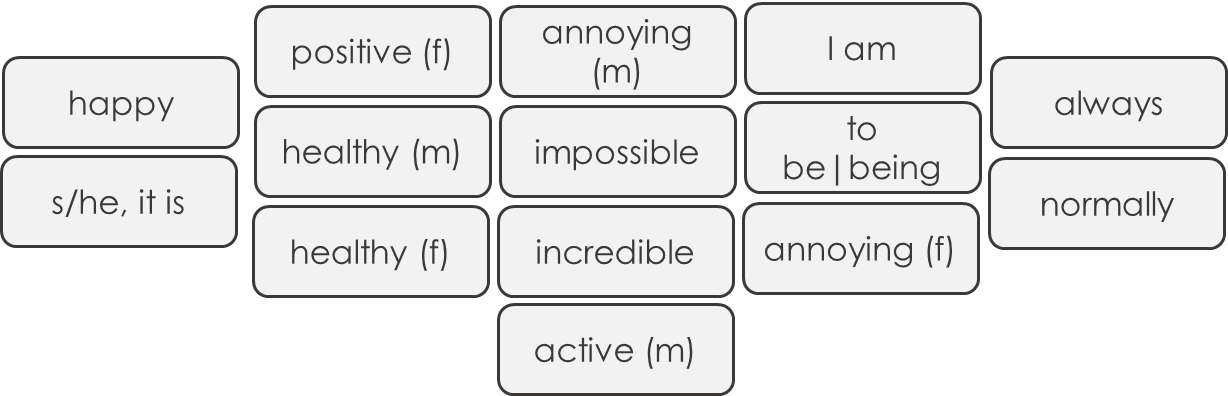 happy
s/he, it is
positive (f)
healthy (m)
healthy (f)
annoying
(m)
impossible
incredible
active (m)
I am
to
be|being
annoying (f)
always
normally